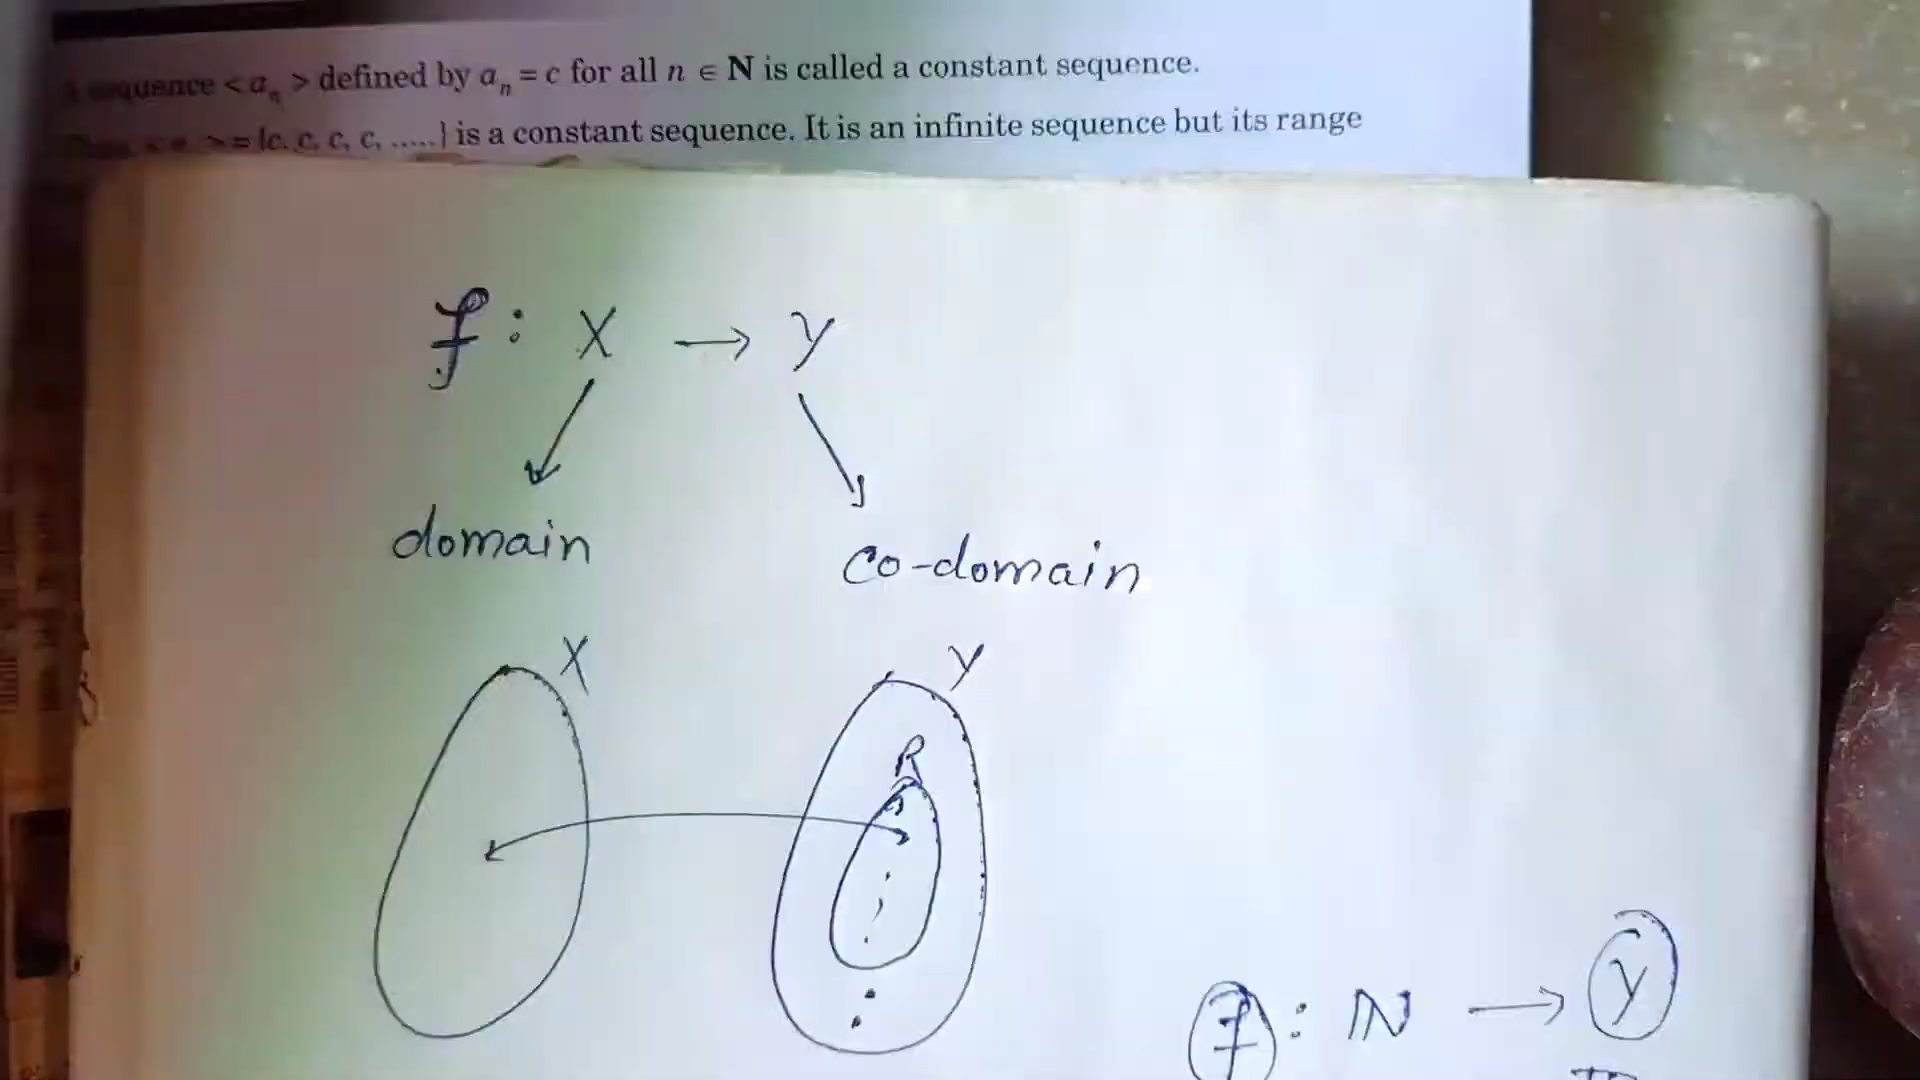 sequence < aₙ > defined by aₙ = c for all n ∈ N is called a constant sequence.
> = {c, c, c, c, .....} is a constant sequence. It is an infinite sequence but its range
f : X → Y
domain
co-domain
X
Y
R
f : N → Y